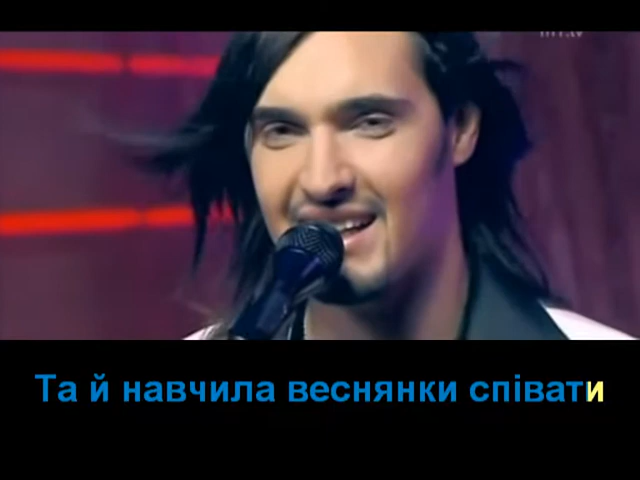 Та й навчила веснянки співати